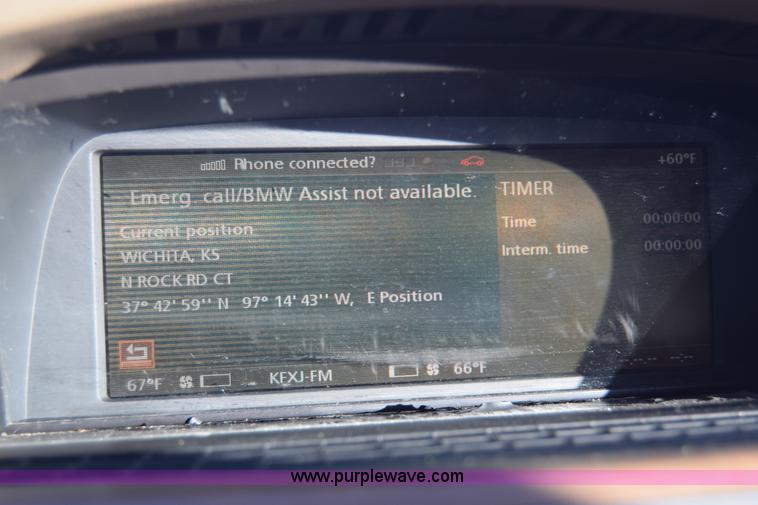 Phone connected? +60°F
Emerg. call/BMW Assist not available. TIMER
Current position
Time 00:00:00
WICHITA, KS
Interm. time 00:00:00
N ROCK RD CT
37° 42' 59'' N 97° 14' 43'' W, E Position
67°F KFXJ-FM 66°F
--.-- --:--
www.purplewave.com